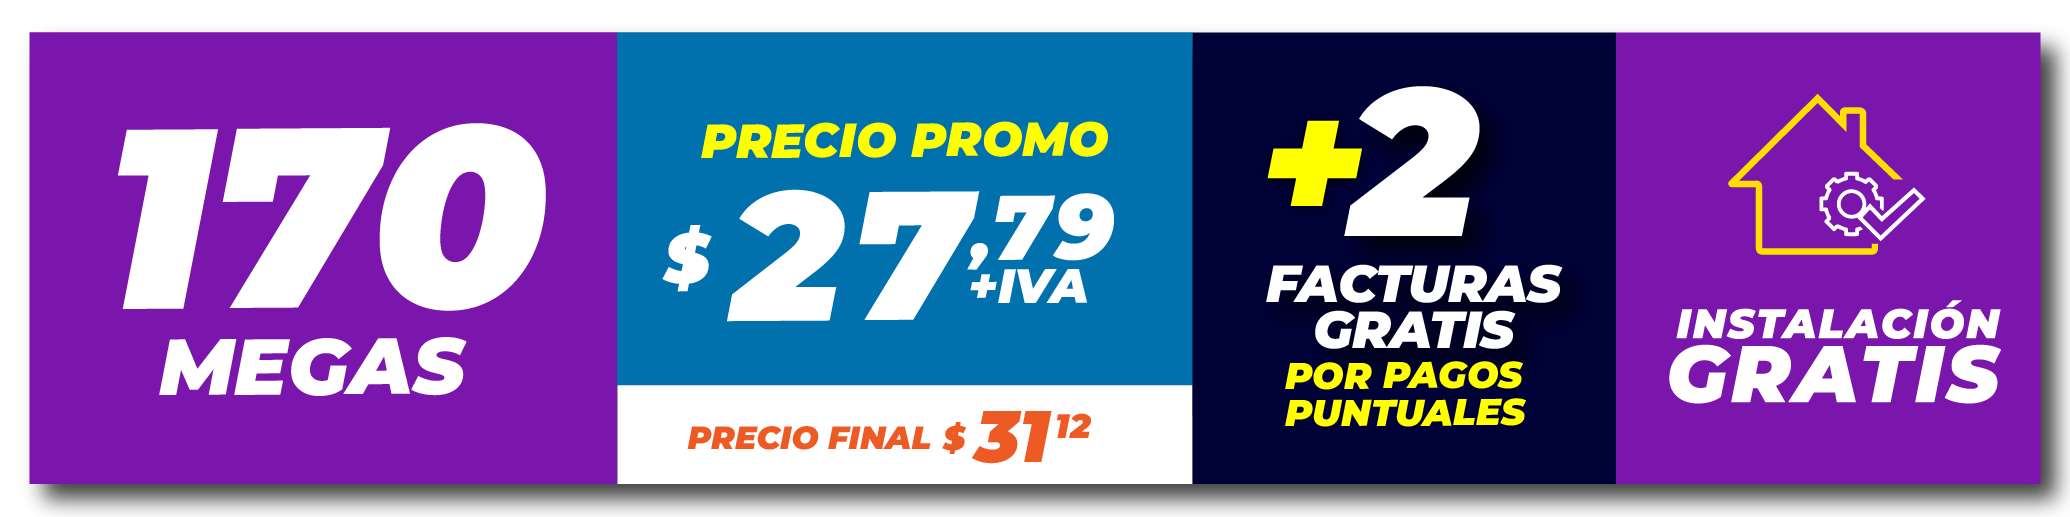 170
MEGAS
PRECIO PROMO
$ 27,79
+IVA
PRECIO FINAL $ 31 12
+2
FACTURAS
GRATIS
POR PAGOS
PUNTUALES
INSTALACIÓN
GRATIS